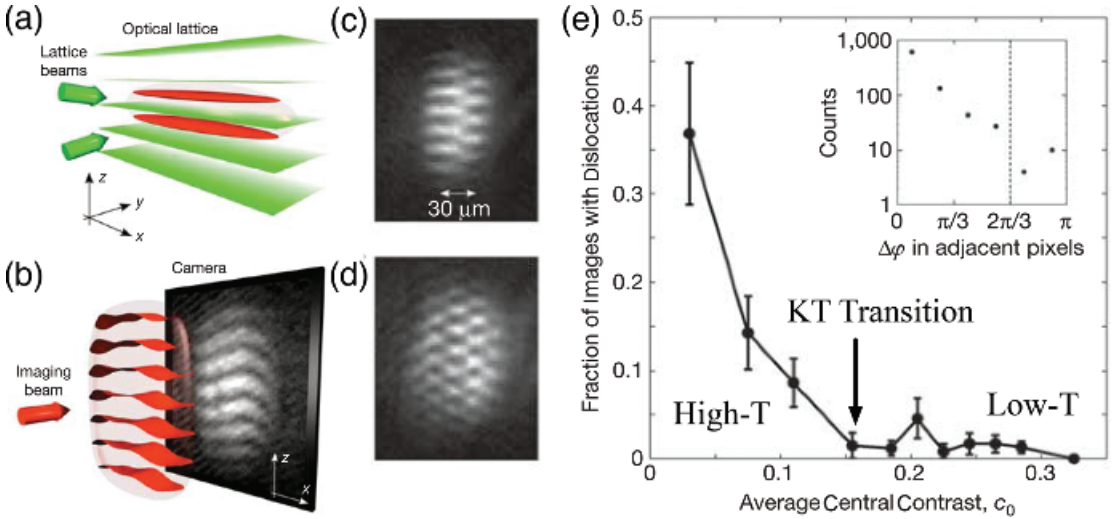 (a)
Optical lattice
Lattice
beams
z
y
x
(b)
Camera
Imaging
beam
z
x
(c)
30 μm
(d)
(e)
Fraction of Images with Dislocations
0.5
0.4
0.3
0.2
0.1
0
0
0.1
0.2
0.3
Average Central Contrast, c₀
High-T
KT Transition
Low-T
Counts
1,000
100
10
1
0
π/3
2π/3
π
Δφ in adjacent pixels